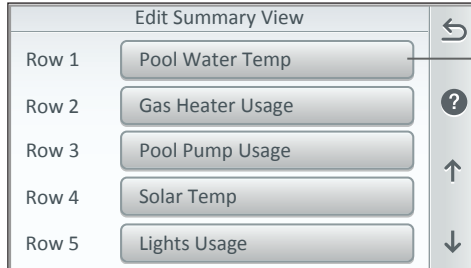 Edit Summary View
Row 1 Pool Water Temp
Row 2 Gas Heater Usage
Row 3 Pool Pump Usage
Row 4 Solar Temp
Row 5 Lights Usage
?